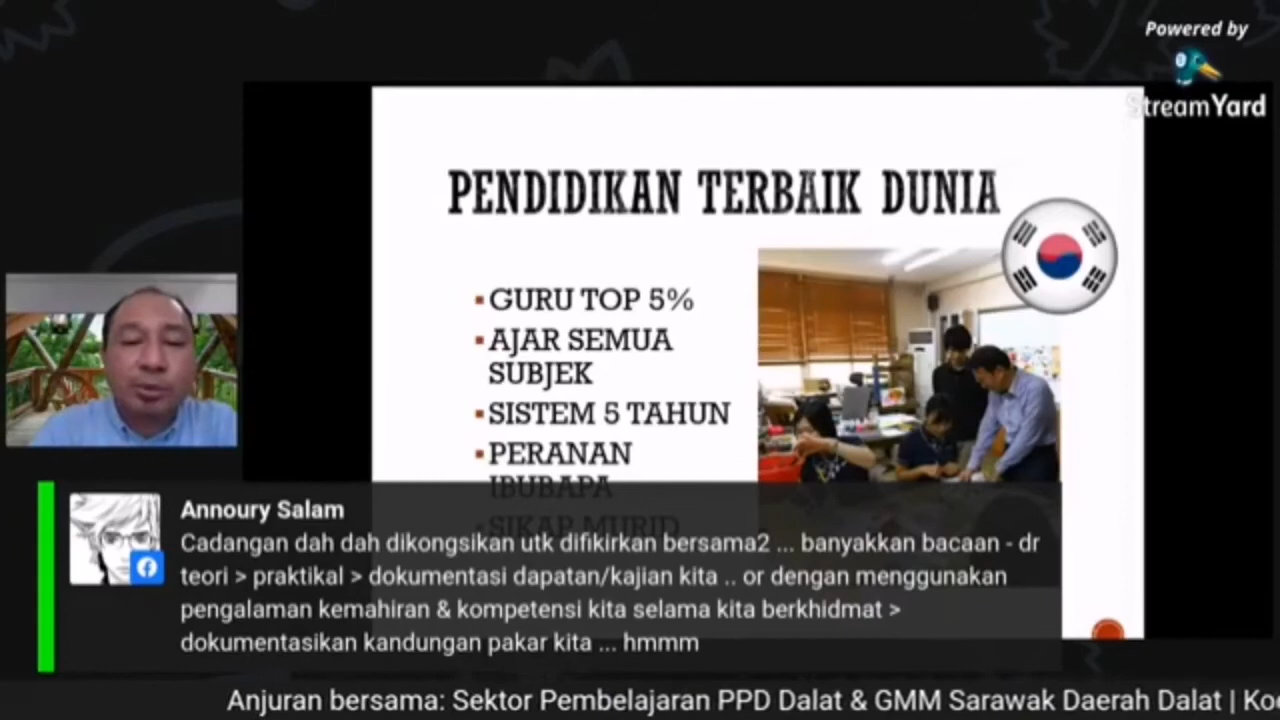 Powered by
StreamYard
PENDIDIKAN TERBAIK DUNIA
▪GURU TOP 5%
▪AJAR SEMUA
SUBJEK
▪SISTEM 5 TAHUN
▪PERANAN
IBUBAPA
▪SIKAP MURID
Annoury Salam
Cadangan dah dah dikongsikan utk difikirkan bersama2 ... banyakkan bacaan - dr
teori > praktikal > dokumentasi dapatan/kajian kita .. or dengan menggunakan
pengalaman kemahiran & kompetensi kita selama kita berkhidmat >
dokumentasikan kandungan pakar kita ... hmmm
Anjuran bersama: Sektor Pembelajaran PPD Dalat & GMM Sarawak Daerah Dalat | Ko